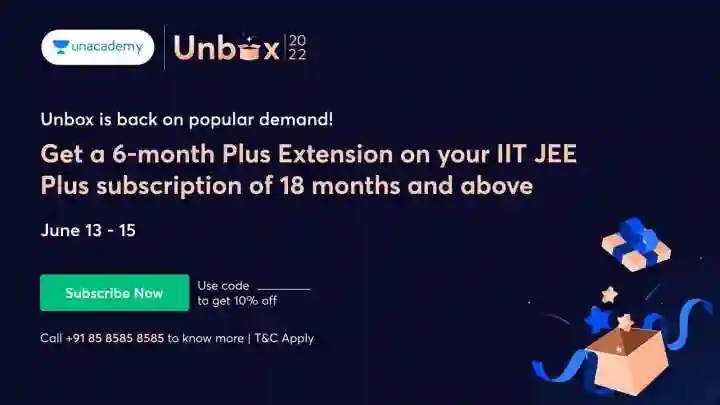 unacademy
Unbox 20
22
Unbox is back on popular demand!
Get a 6-month Plus Extension on your IIT JEE
Plus subscription of 18 months and above
June 13 - 15
Subscribe Now
Use code ________
to get 10% off
Call +91 85 8585 8585 to know more | T&C Apply